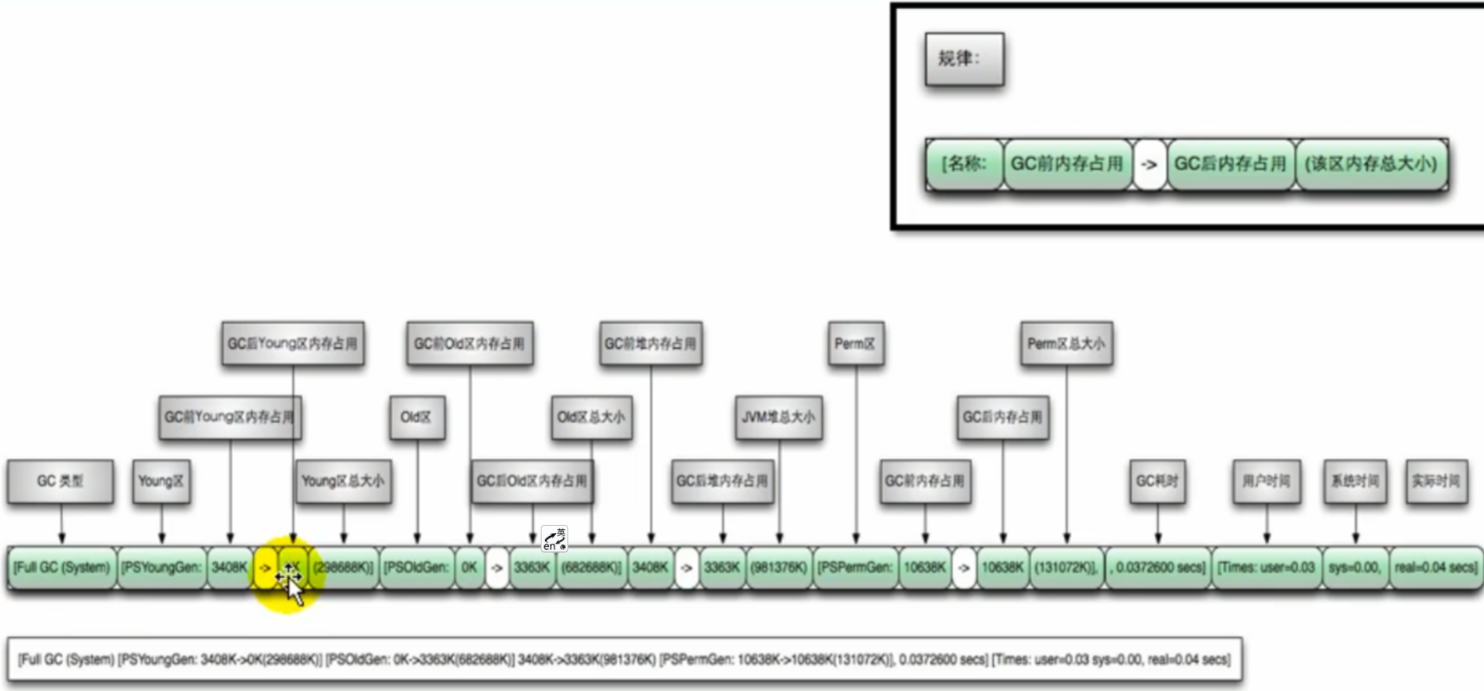 规律：
[名称: GC前内存占用 -> GC后内存占用 (该区内存总大小)
GC后Young区内存占用 GC前Old区内存占用 GC前堆内存占用 Perm区 Perm区总大小
GC前Young区内存占用 Old区 Old区总大小 JVM堆总大小 GC后内存占用
GC 类型 Young区 Young区总大小 GC后Old区内存占用 GC后堆内存占用 GC前内存占用 GC耗时 用户时间 系统时间 实际时间
英
en a
[Full GC (System) [PSYoungGen: 3408K -> (298688K)] [PSOldGen: 0K -> 3363K (682688K)] 3408K -> 3363K (981376K) [PSPermGen: 10638K -> 10638K (131072K)], , 0.0372600 secs] [Times: user=0.03 sys=0.00, real=0.04 secs]
[Full GC (System) [PSYoungGen: 3408K->0K(298688K)] [PSOldGen: 0K->3363K(682688K)] 3408K->3363K(981376K) [PSPermGen: 10638K->10638K(131072K)], 0.0372600 secs] [Times: user=0.03 sys=0.00, real=0.04 secs]